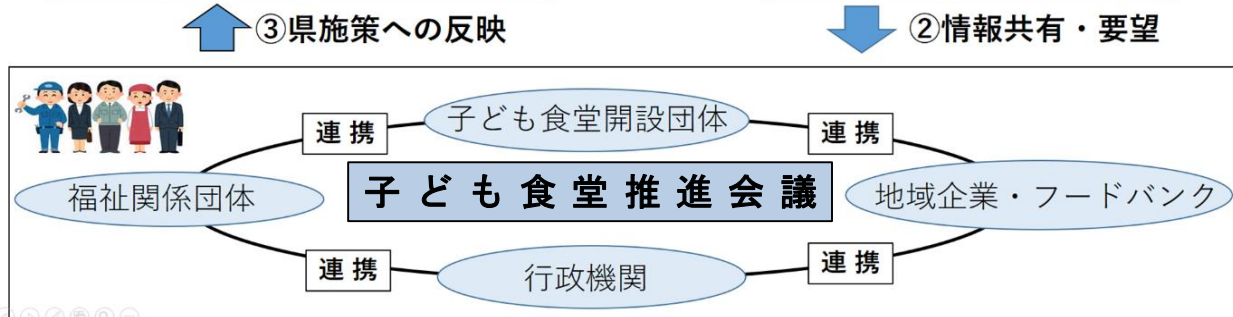 ③県施策への反映
②情報共有・要望
連携
子ども食堂開設団体
連携
福祉関係団体
子ども食堂推進会議
地域企業・フードバンク
連携
行政機関
連携